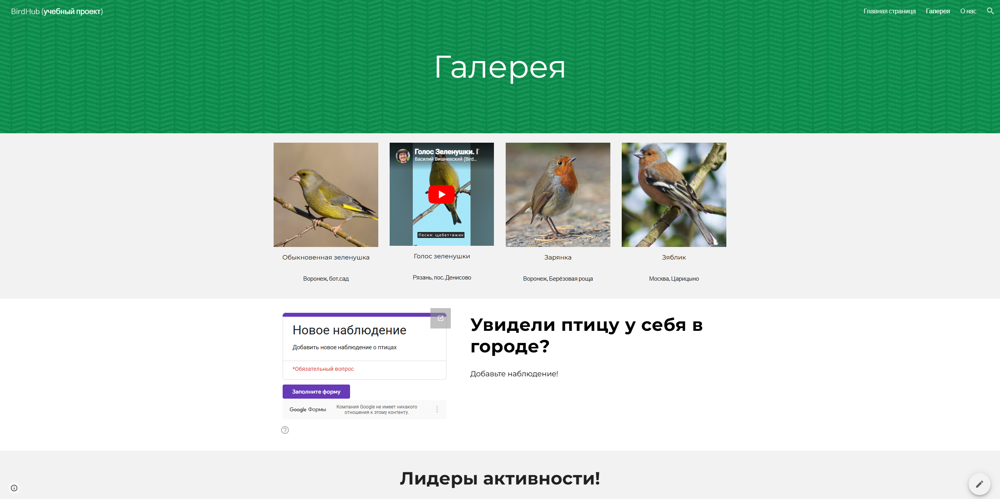 BirdHub (учебный проект)
Главная страница
Галерея
О нас
Галерея
Голос Зеленушки.
Василий Вишневский (Bird...
Песня: щебет+вжик
Обыкновенная зеленушка
Голос зеленушки
Зарянка
Зяблик
Воронеж, бот.сад
Рязань, пос. Денисово
Воронеж, Берёзовая роща
Москва, Царицыно
Новое наблюдение
Добавить новое наблюдение о птицах
*Обязательный вопрос
Заполните форму
Google Формы
Компания Google не имеет никакого
отношения к этому контенту.
Увидели птицу у себя в
городе?
Добавьте наблюдение!
Лидеры активности!